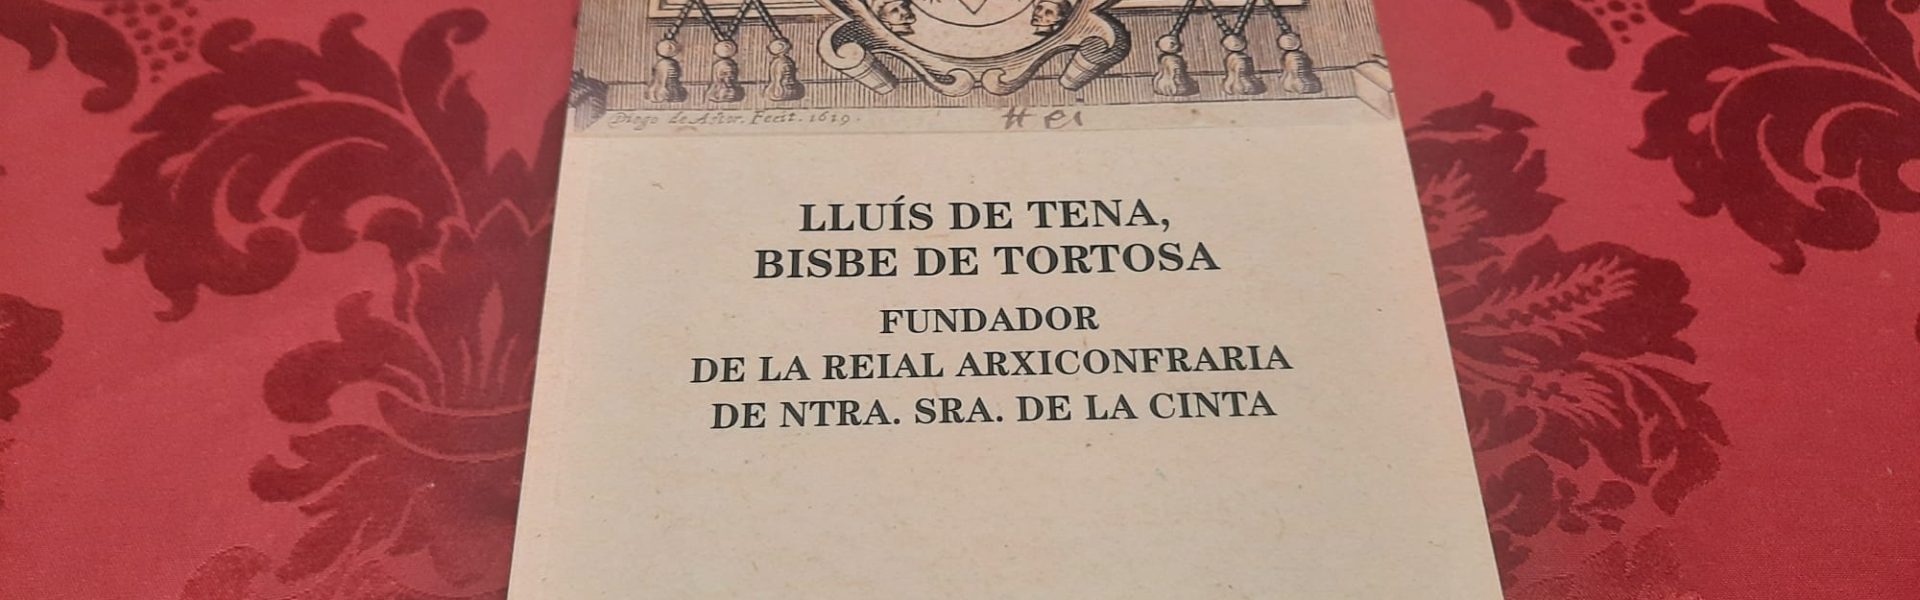 Diego de Astor. Fecit. 1619.
LLUÍS DE TENA,
BISBE DE TORTOSA
FUNDADOR
DE LA REIAL ARXICONFRARIA
DE NTRA. SRA. DE LA CINTA